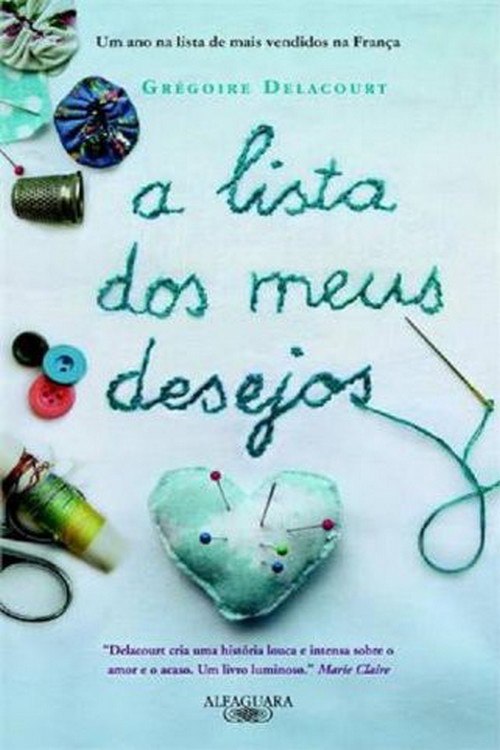 Um ano na lista de mais vendidos na França
GRÉGOIRE DELACOURT
a lista
dos meus
desejos
"Delacourt cria uma história louca e intensa sobre o
amor e o acaso. Um livro luminoso." Marie Claire
ALFAGUARA